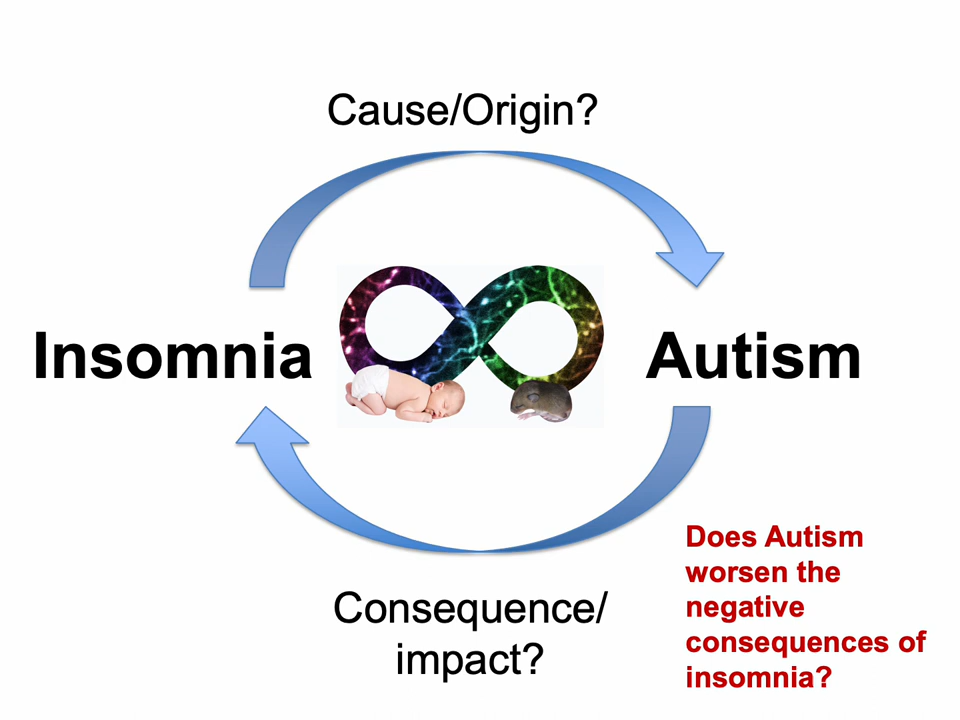 Cause/Origin?
Insomnia
Autism
Consequence/
impact?
Does Autism
worsen the
negative
consequences of
insomnia?